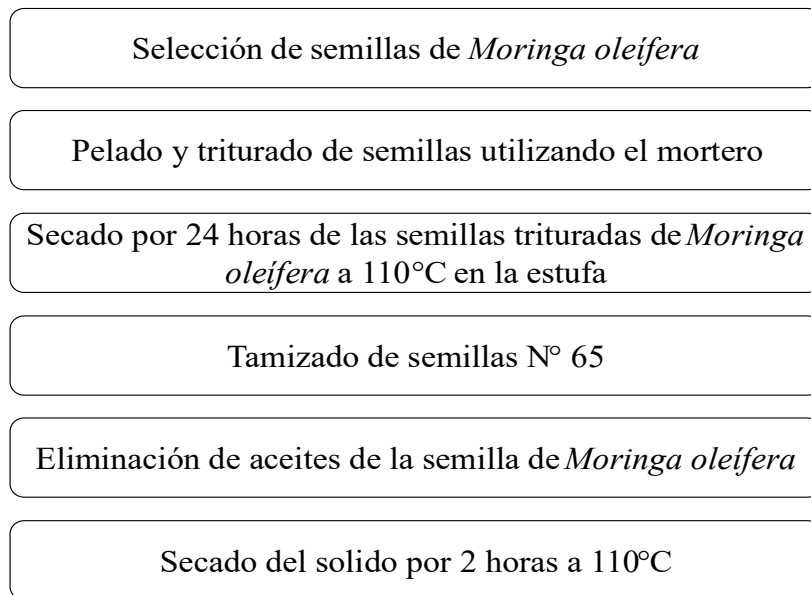 Selección de semillas de Moringa oleífera
Pelado y triturado de semillas utilizando el mortero
Secado por 24 horas de las semillas trituradas de Moringa
oleífera a 110°C en la estufa
Tamizado de semillas N° 65
Eliminación de aceites de la semilla de Moringa oleífera
Secado del solido por 2 horas a 110°C